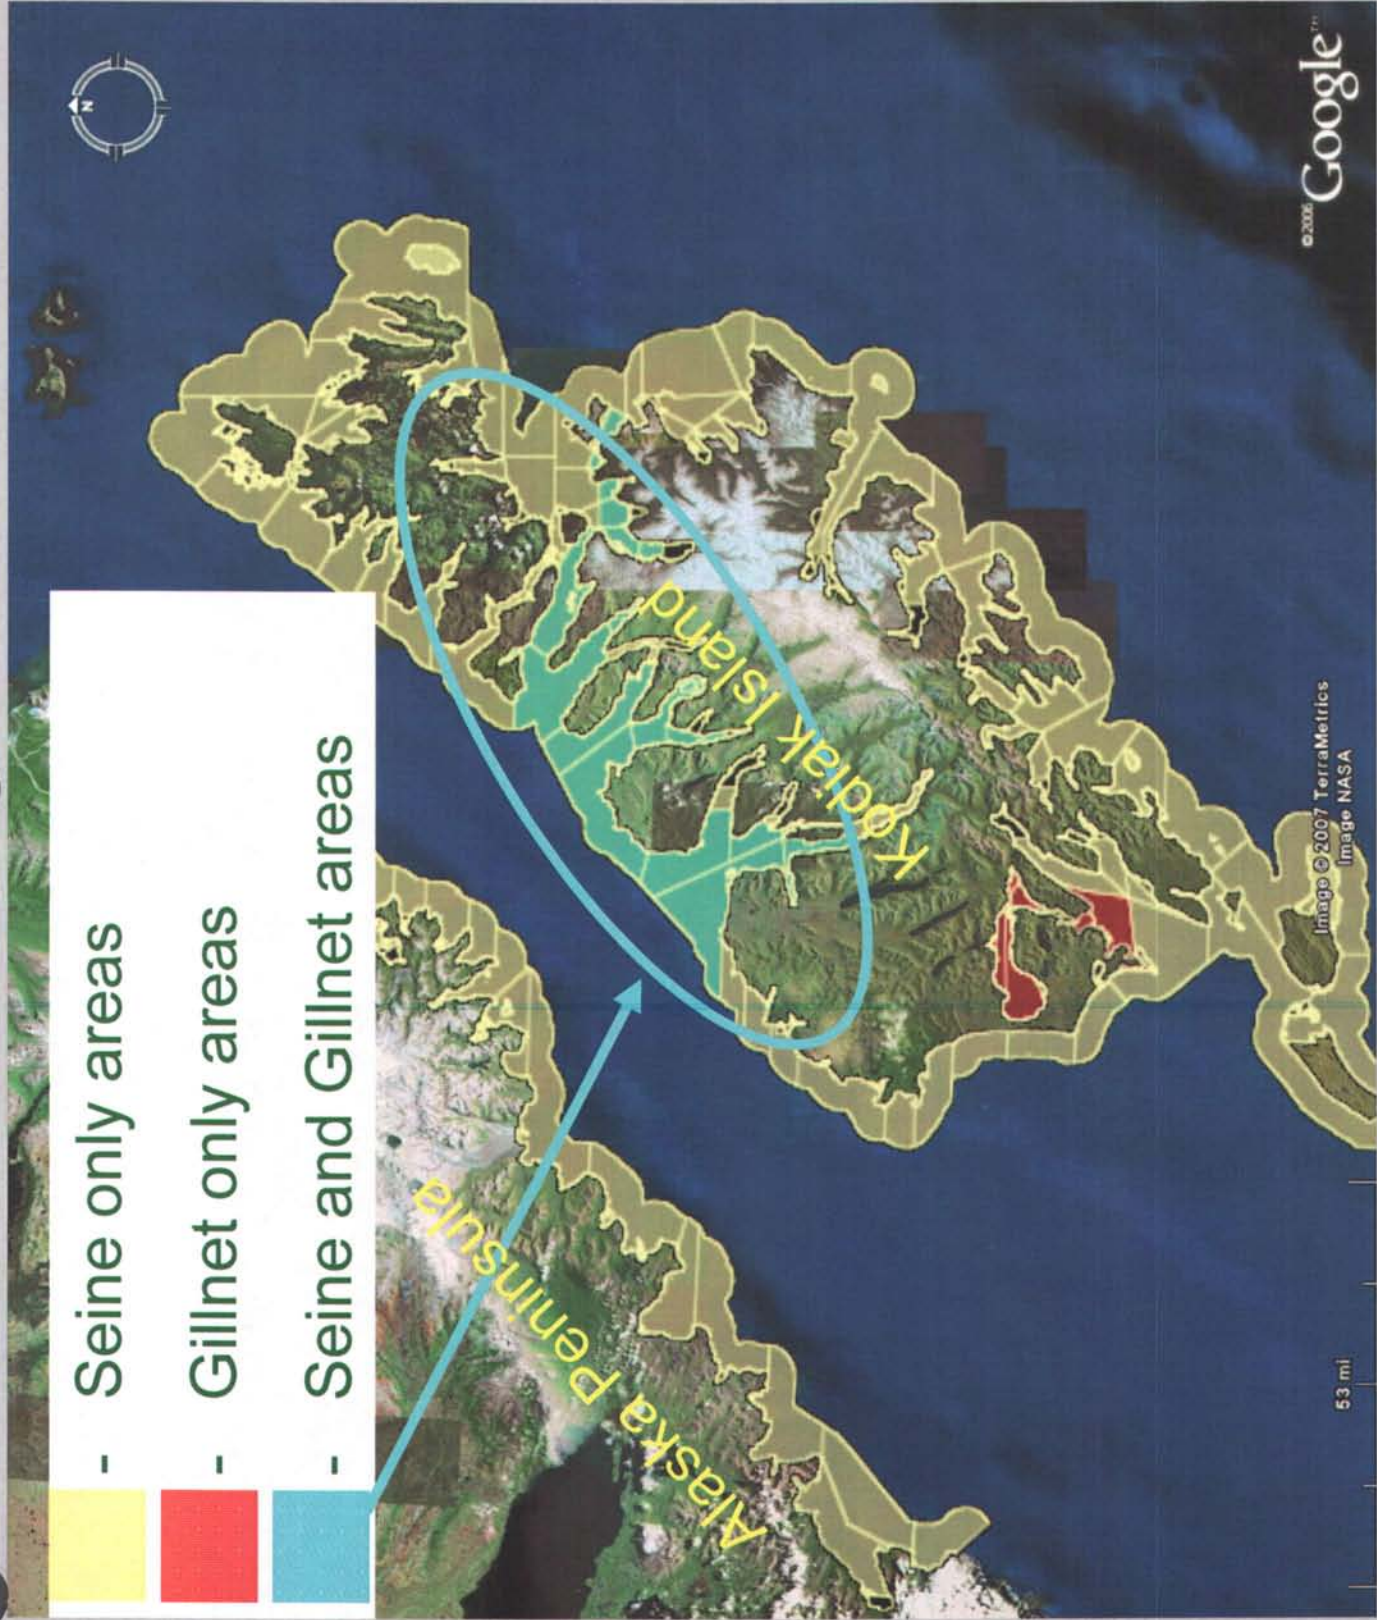 - Seine only areas
- Gillnet only areas
- Seine and Gillnet areas
N
Alaska Peninsula
Kodiak Island
53 mi
Image © 2007 TerraMetrics
Image NASA
©2006 Google™